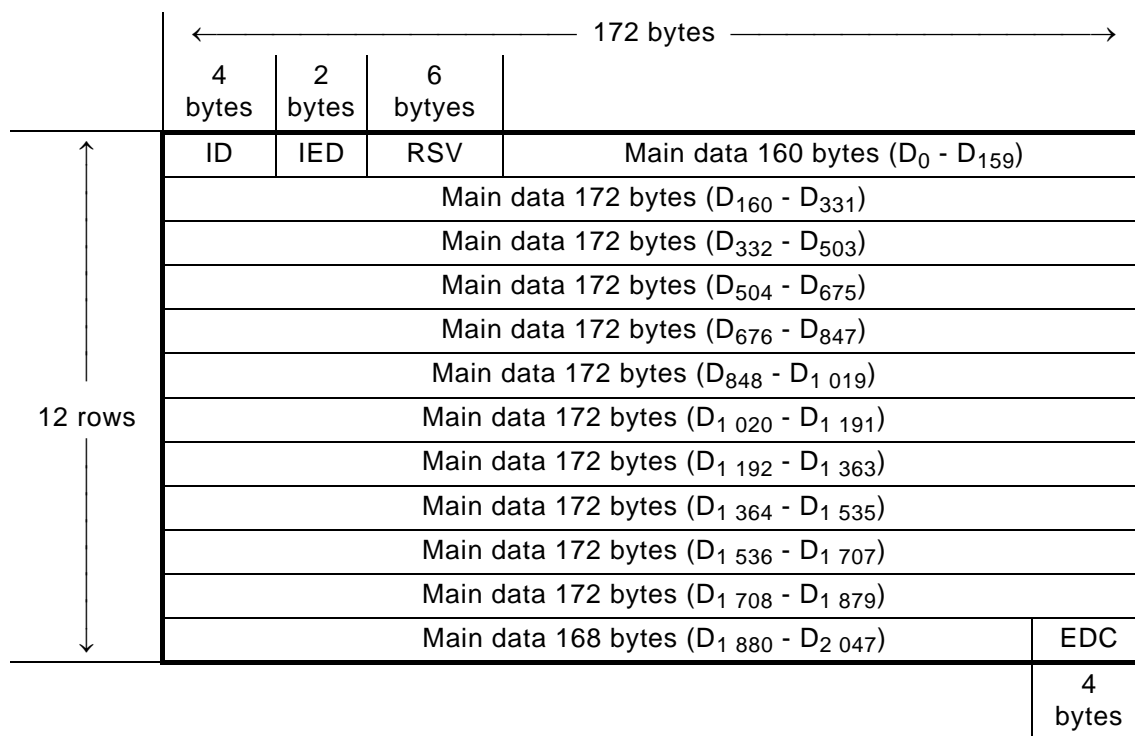 ← 172 bytes →
4 2 6
bytes bytes bytyes
ID IED RSV Main data 160 bytes (D0 - D159)
Main data 172 bytes (D160 - D331)
Main data 172 bytes (D332 - D503)
Main data 172 bytes (D504 - D675)
Main data 172 bytes (D676 - D847)
Main data 172 bytes (D848 - D1 019)
12 rows Main data 172 bytes (D1 020 - D1 191)
Main data 172 bytes (D1 192 - D1 363)
Main data 172 bytes (D1 364 - D1 535)
Main data 172 bytes (D1 536 - D1 707)
Main data 172 bytes (D1 708 - D1 879)
Main data 168 bytes (D1 880 - D2 047) EDC
4
bytes